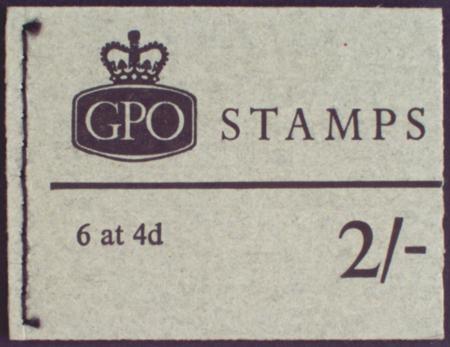 GPO STAMPS
6 at 4d
2/-